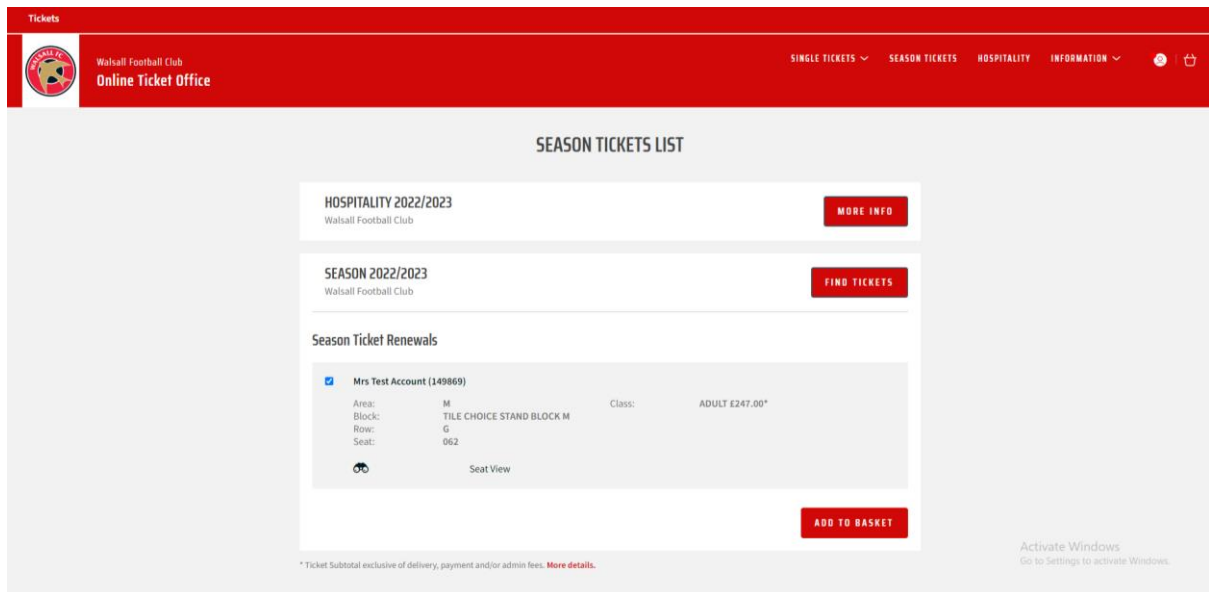 Tickets
WALSALL FC
Walsall Football Club
Online Ticket Office
SINGLE TICKETS SEASON TICKETS HOSPITALITY INFORMATION
SEASON TICKETS LIST
HOSPITALITY 2022/2023
Walsall Football Club
MORE INFO
SEASON 2022/2023
Walsall Football Club
FIND TICKETS
Season Ticket Renewals
Mrs Test Account (149869)
Area: M Class: ADULT £247.00*
Block: TILE CHOICE STAND BLOCK M
Row: G
Seat: 062
Seat View
ADD TO BASKET
* Ticket Subtotal exclusive of delivery, payment and/or admin fees. More details.
Activate Windows
Go to Settings to activate Windows.